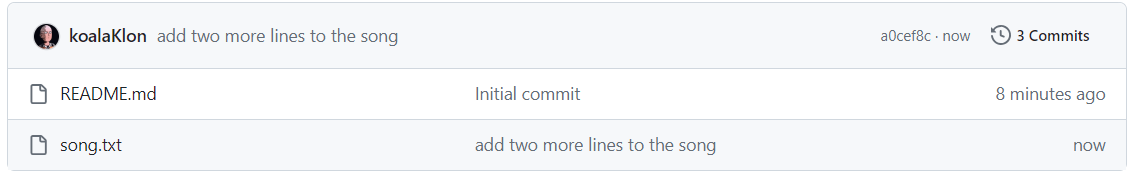 koalaKlon add two more lines to the song a0cef8c · now 3 Commits
README.md Initial commit 8 minutes ago
song.txt add two more lines to the song now